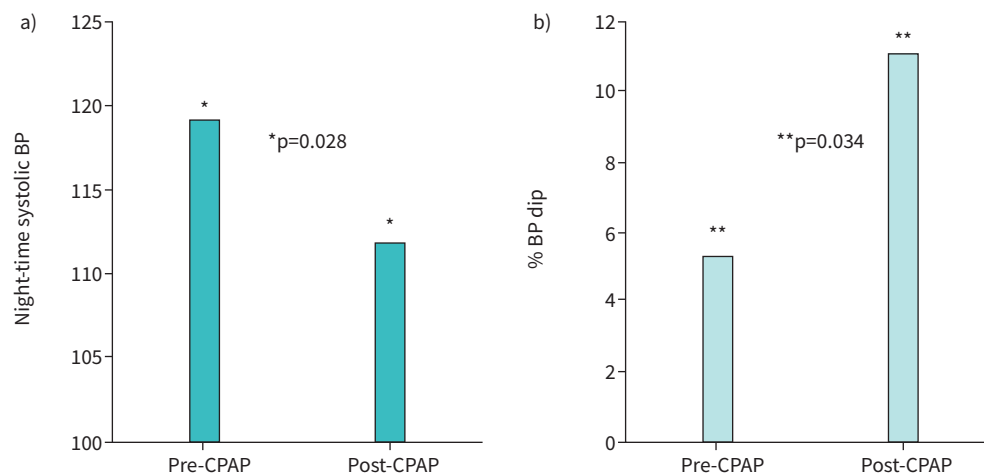 a)
Night-time systolic BP
125
120
115
110
105
100
*
*
*p=0.028
Pre-CPAP
Post-CPAP
b)
% BP dip
12
10
8
6
4
2
0
**
**
**p=0.034
Pre-CPAP
Post-CPAP